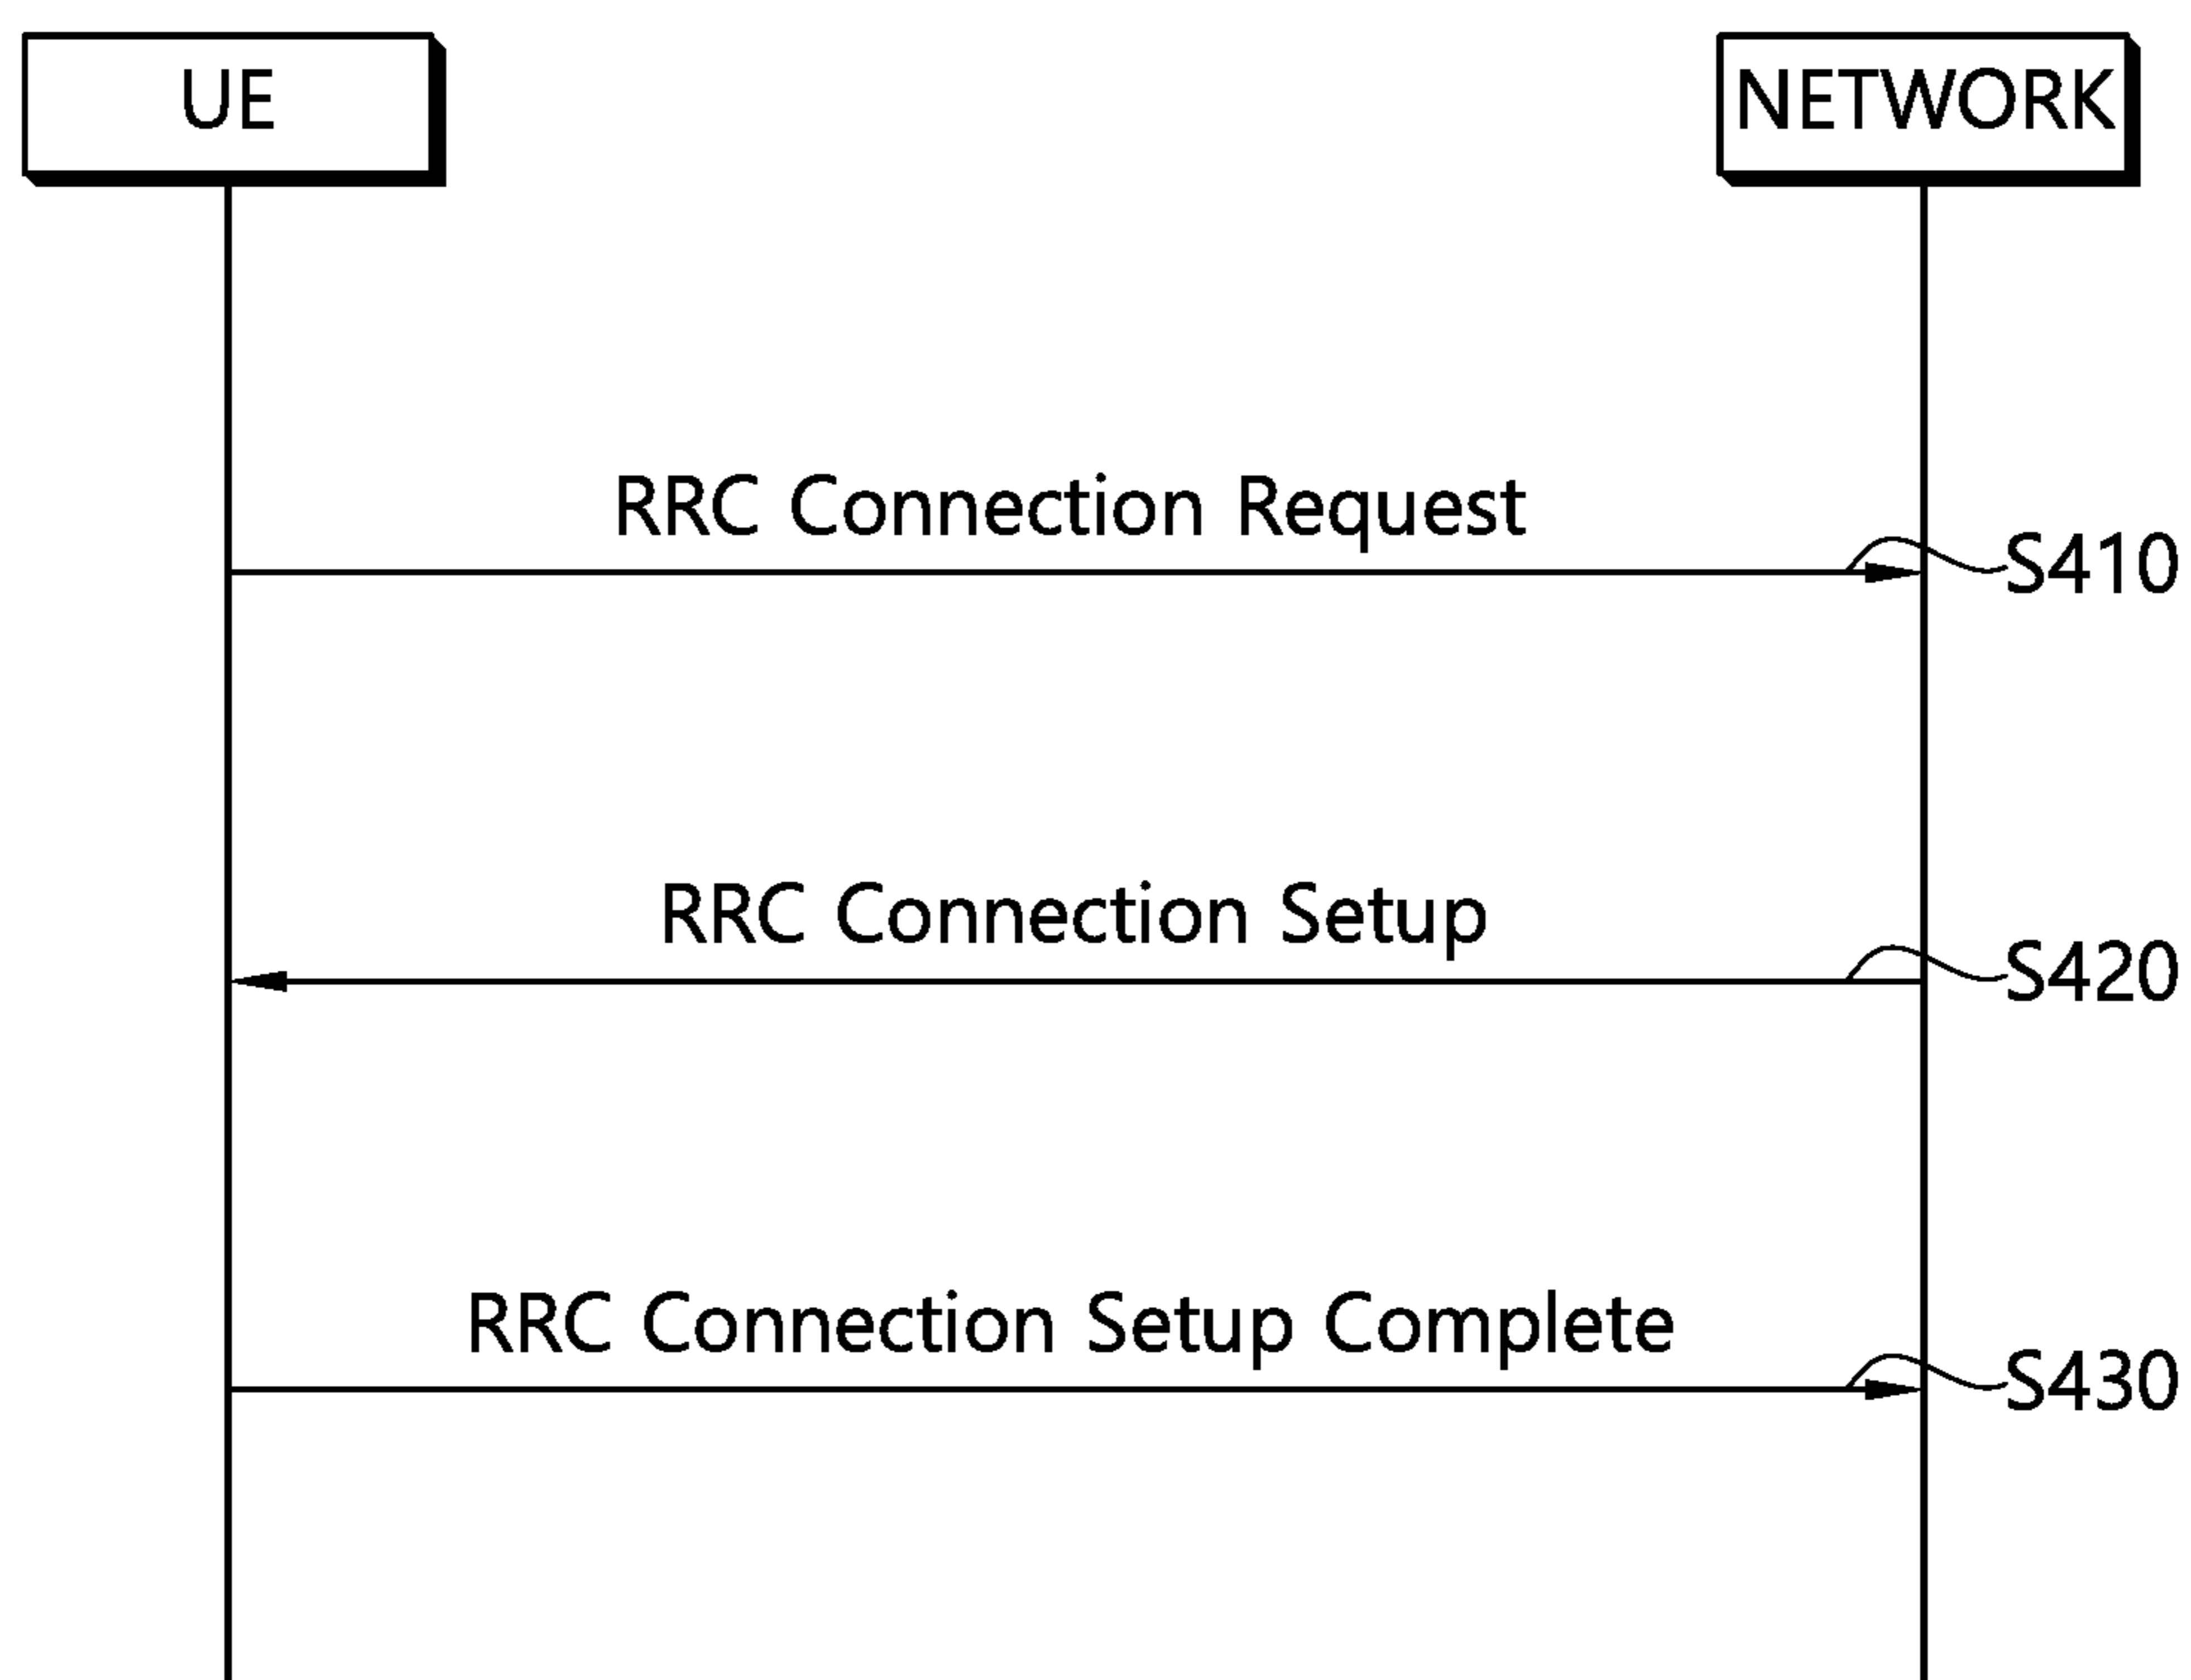 UE
NETWORK
RRC Connection Request
S410
RRC Connection Setup
S420
RRC Connection Setup Complete
S430